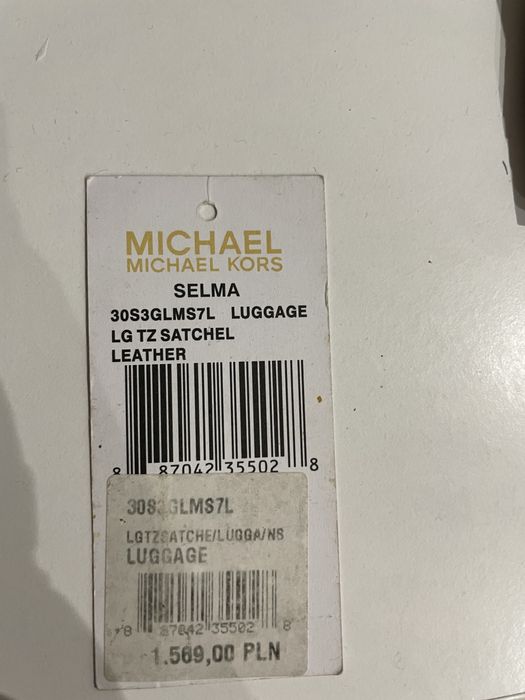 MICHAEL
MICHAEL KORS
SELMA
30S3GLMS7L LUGGAGE
LG TZ SATCHEL
LEATHER
8 87042 35502 8
30S3GLMS7L
LGTZSATCHE/LUGGA/NS
LUGGAGE
8 87042 35502 8
1.569,00 PLN